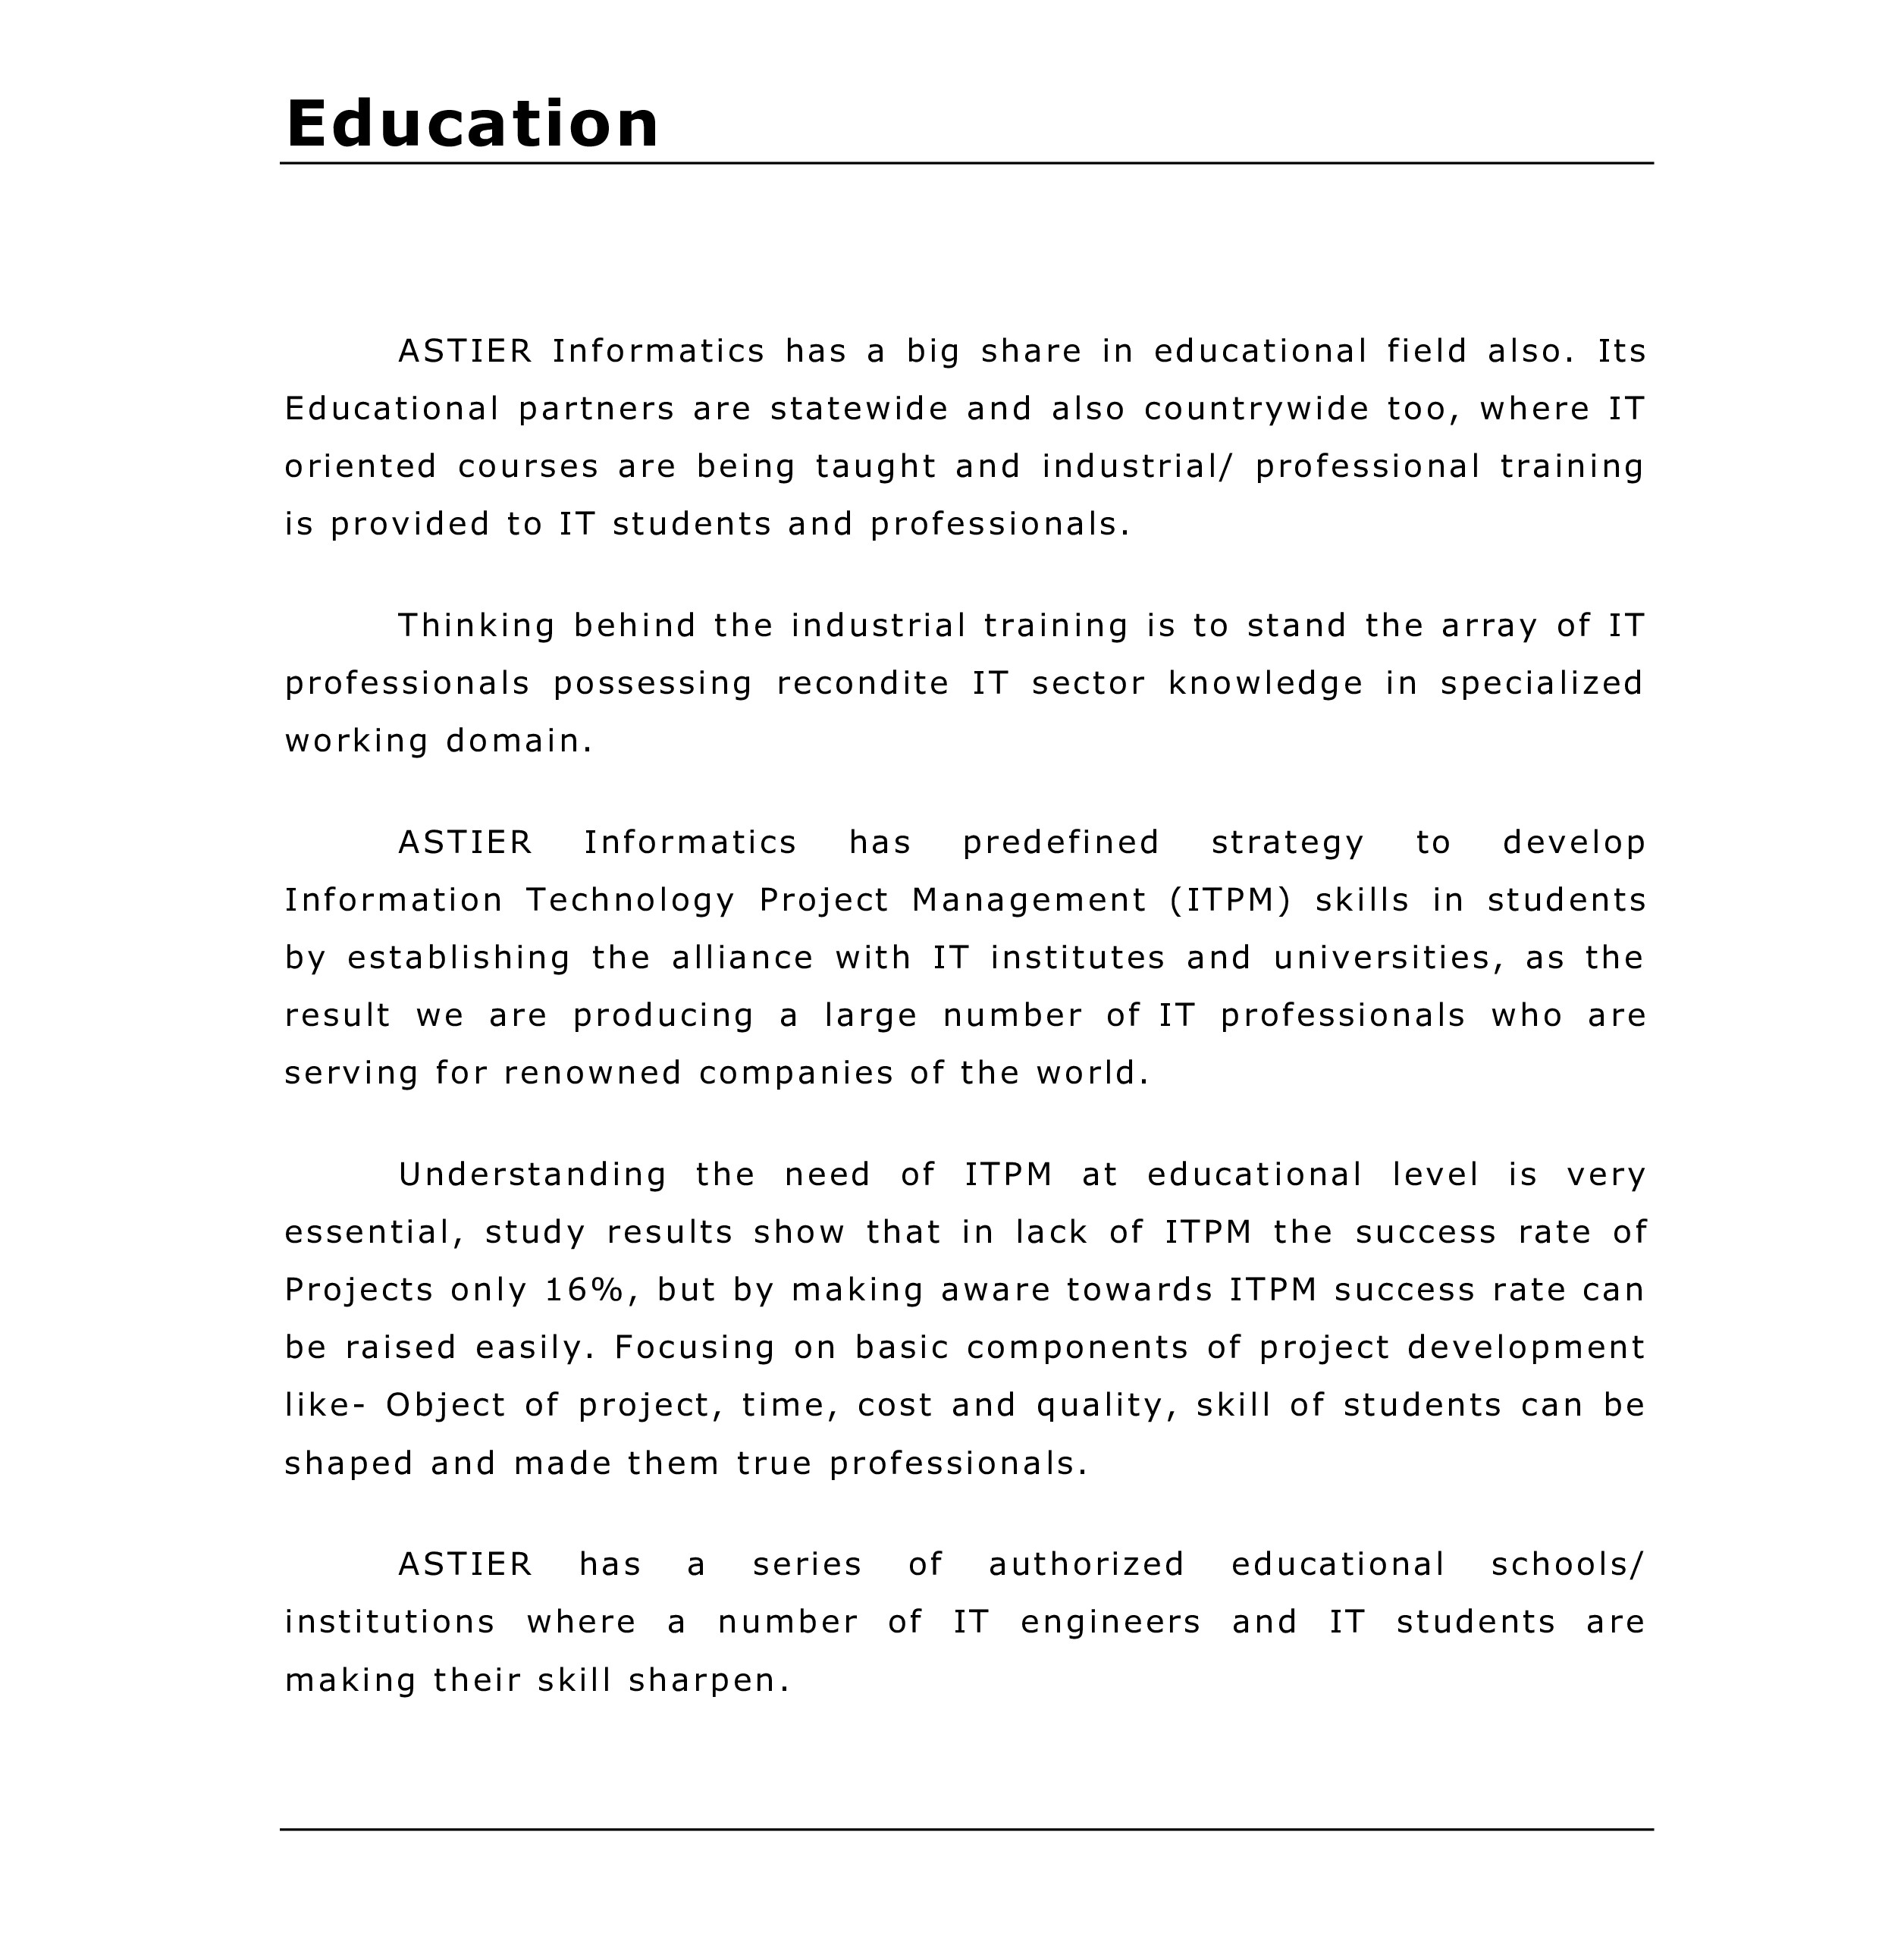 Education
ASTIER Informatics has a big share in educational field also. Its
Educational partners are statewide and also countrywide too, where IT
oriented courses are being taught and industrial/ professional training
is provided to IT students and professionals.
Thinking behind the industrial training is to stand the array of IT
professionals possessing recondite IT sector knowledge in specialized
working domain.
ASTIER Informatics has predefined strategy to develop
Information Technology Project Management (ITPM) skills in students
by establishing the alliance with IT institutes and universities, as the
result we are producing a large number of IT professionals who are
serving for renowned companies of the world.
Understanding the need of ITPM at educational level is very
essential, study results show that in lack of ITPM the success rate of
Projects only 16%, but by making aware towards ITPM success rate can
be raised easily. Focusing on basic components of project development
like- Object of project, time, cost and quality, skill of students can be
shaped and made them true professionals.
ASTIER has a series of authorized educational schools/
institutions where a number of IT engineers and IT students are
making their skill sharpen.